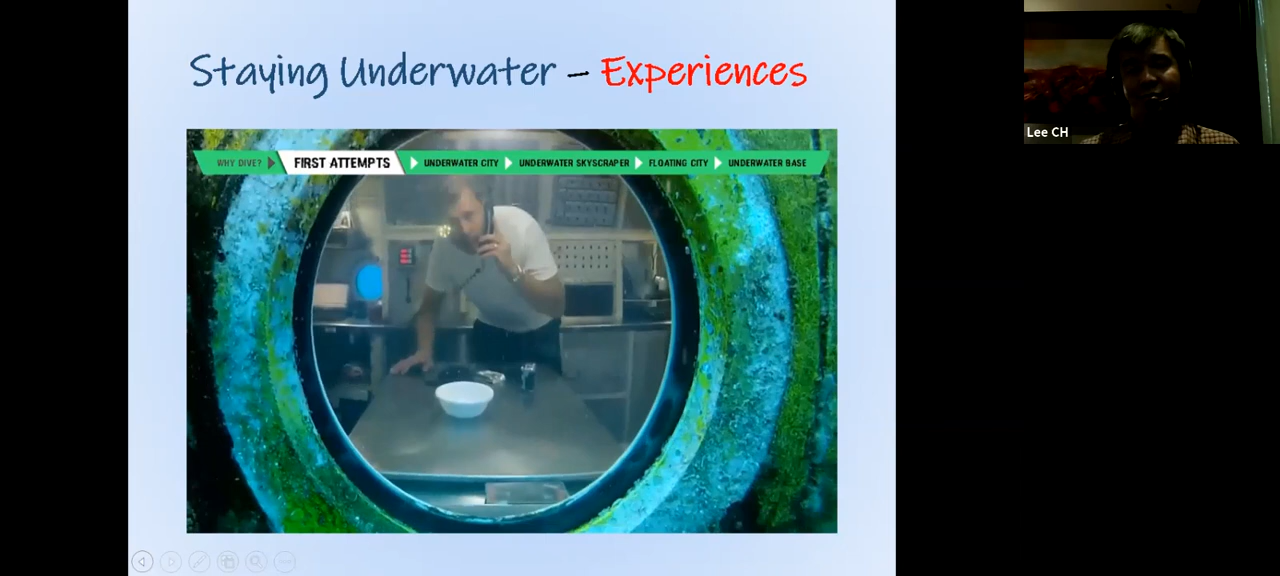 Staying Underwater – Experiences
WHY DIVE? FIRST ATTEMPTS UNDERWATER CITY UNDERWATER SKYSCRAPER FLOATING CITY UNDERWATER BASE
Lee CH